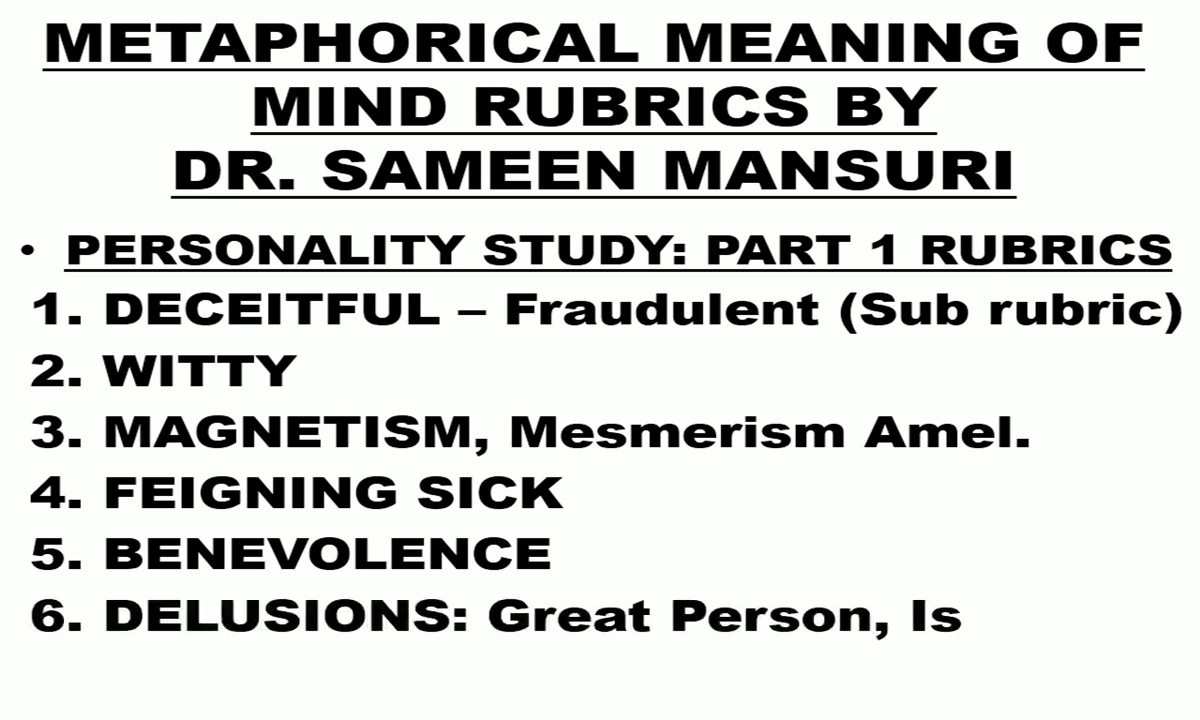 METAPHORICAL MEANING OF
MIND RUBRICS BY
DR. SAMEEN MANSURI
• PERSONALITY STUDY: PART 1 RUBRICS
1. DECEITFUL – Fraudulent (Sub rubric)
2. WITTY
3. MAGNETISM, Mesmerism Amel.
4. FEIGNING SICK
5. BENEVOLENCE
6. DELUSIONS: Great Person, Is